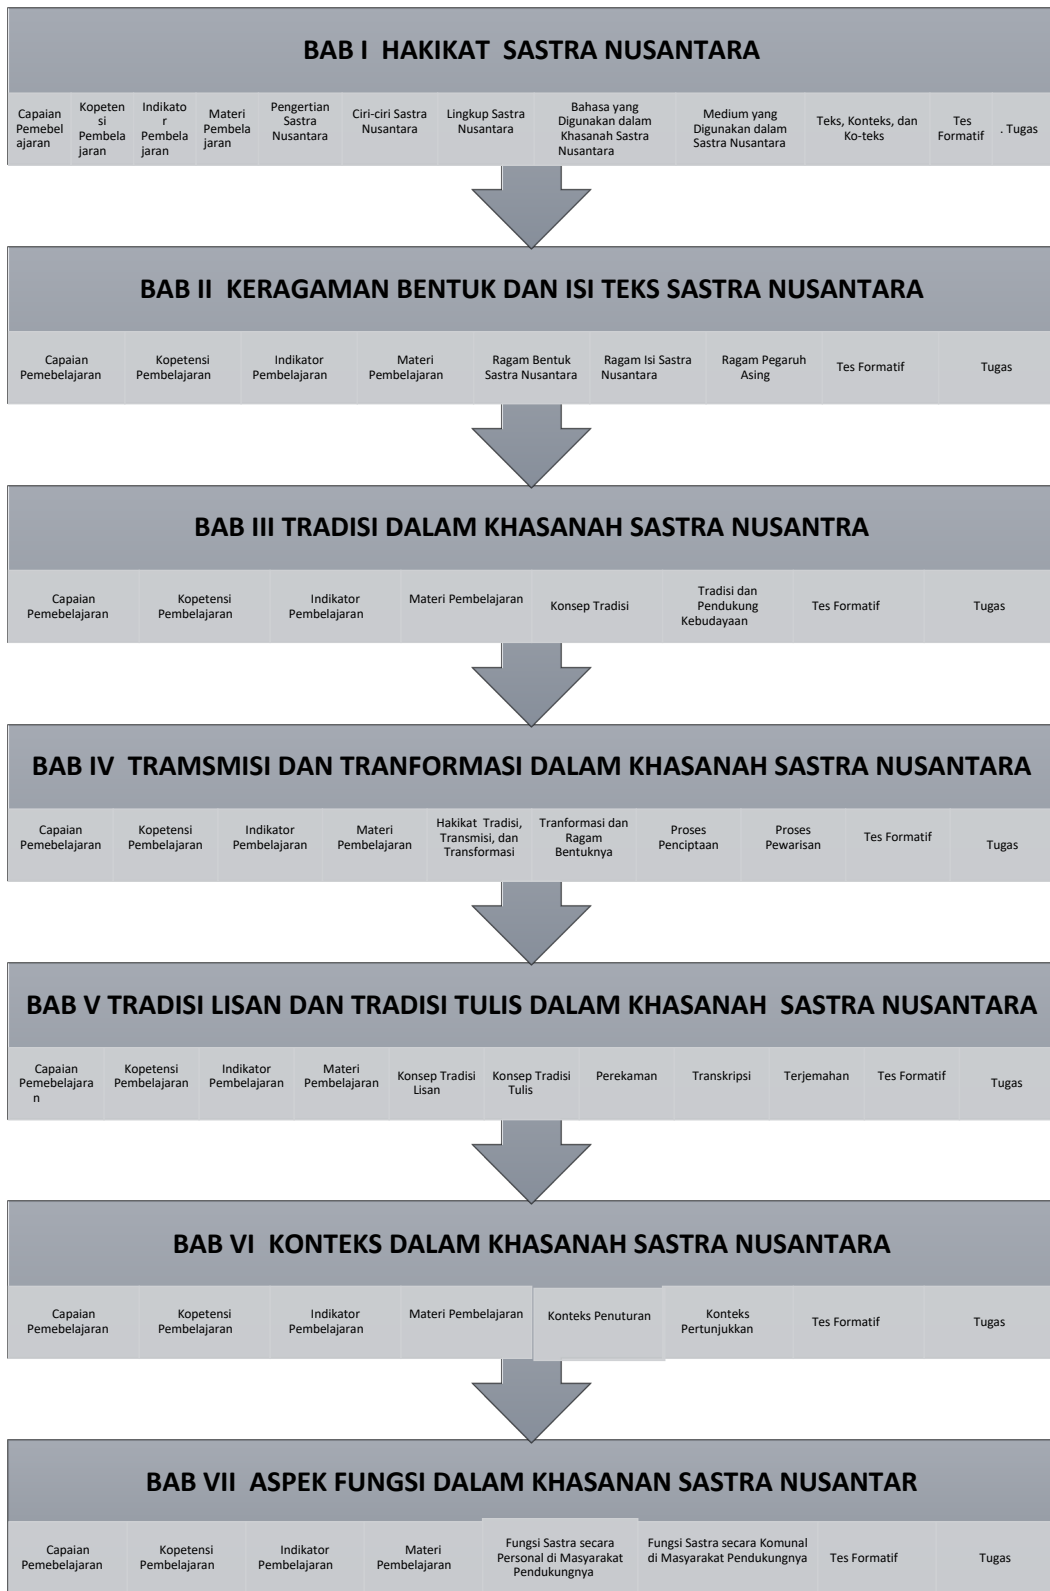 BAB I  HAKIKAT  SASTRA NUSANTARA
Capaian
Pemebel
ajaran
Kopeten
si
Pembela
jaran
Indikato
r
Pembela
jaran
Materi
Pembela
jaran
Pengertian
Sastra
Nusantara
Ciri-ciri Sastra
Nusantara
Lingkup Sastra
Nusantara
Bahasa yang
Digunakan dalam
Khasanah Sastra
Nusantara
Medium yang
Digunakan dalam
Sastra Nusantara
Teks, Konteks, dan
Ko-teks
Tes
Formatif
. Tugas
BAB II  KERAGAMAN BENTUK DAN ISI TEKS SASTRA NUSANTARA
Capaian
Pemebelajaran
Kopetensi
Pembelajaran
Indikator
Pembelajaran
Materi
Pembelajaran
Ragam Bentuk
Sastra Nusantara
Ragam Isi Sastra
Nusantara
Ragam Pegaruh
Asing
Tes Formatif
Tugas
BAB III TRADISI DALAM KHASANAH SASTRA NUSANTRA
Capaian
Pemebelajaran
Kopetensi
Pembelajaran
Indikator
Pembelajaran
Materi Pembelajaran
Konsep Tradisi
Tradisi dan
Pendukung
Kebudayaan
Tes Formatif
Tugas
BAB IV  TRAMSMISI DAN TRANFORMASI DALAM KHASANAH SASTRA NUSANTARA
Capaian
Pemebelajaran
Kopetensi
Pembelajaran
Indikator
Pembelajaran
Materi
Pembelajaran
Hakikat  Tradisi,
Transmisi, dan
Transformasi
Tranformasi dan
Ragam
Bentuknya
Proses
Penciptaan
Proses
Pewarisan
Tes Formatif
Tugas
BAB V TRADISI LISAN DAN TRADISI TULIS DALAM KHASANAH  SASTRA NUSANTARA
Capaian
Pemebelajara
n
Kopetensi
Pembelajaran
Indikator
Pembelajaran
Materi
Pembelajaran
Konsep Tradisi
Lisan
Konsep Tradisi
Tulis
Perekaman
Transkripsi
Terjemahan
Tes Formatif
Tugas
BAB VI  KONTEKS DALAM KHASANAH SASTRA NUSANTARA
Capaian
Pemebelajaran
Kopetensi
Pembelajaran
Indikator
Pembelajaran
Materi Pembelajaran
Konteks Penuturan
Konteks
Pertunjukkan
Tes Formatif
Tugas
BAB VII  ASPEK FUNGSI DALAM KHASANAN SASTRA NUSANTAR
Capaian
Pemebelajaran
Kopetensi
Pembelajaran
Indikator
Pembelajaran
Materi
Pembelajaran
Fungsi Sastra secara
Personal di Masyarakat
Pendukungnya
Fungsi Sastra secara Komunal
di Masyarakat Pendukungnya
Tes Formatif
Tugas